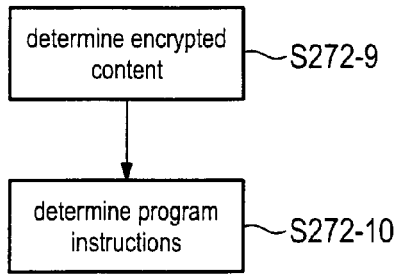 determine encrypted
content
S272-9
determine program
instructions
S272-10